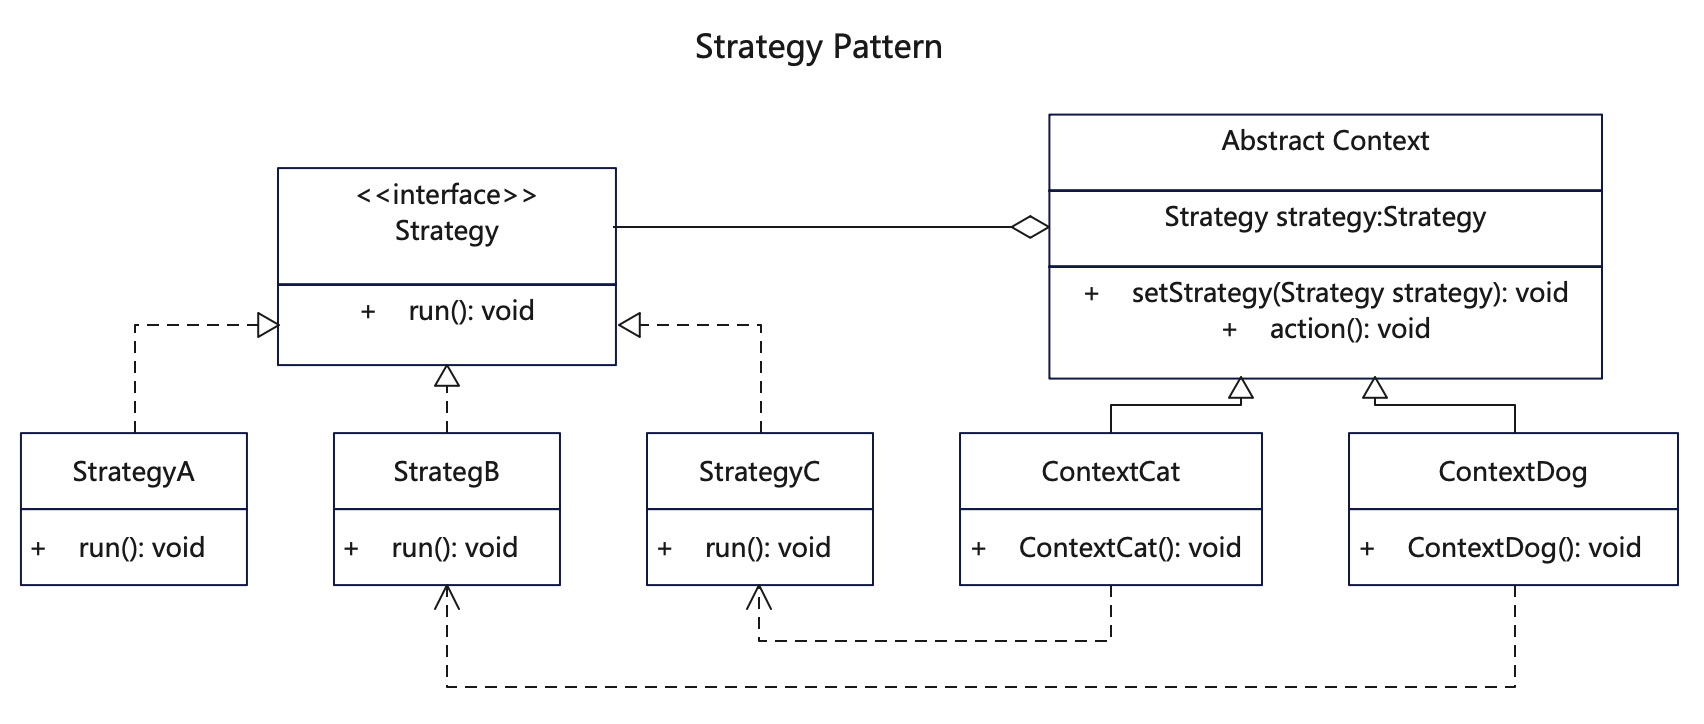 Strategy Pattern
<<interface>>
Strategy
+ run(): void
Abstract Context
Strategy strategy:Strategy
+ setStrategy(Strategy strategy): void
+ action(): void
StrategyA
+ run(): void
StrategB
+ run(): void
StrategyC
+ run(): void
ContextCat
+ ContextCat(): void
ContextDog
+ ContextDog(): void